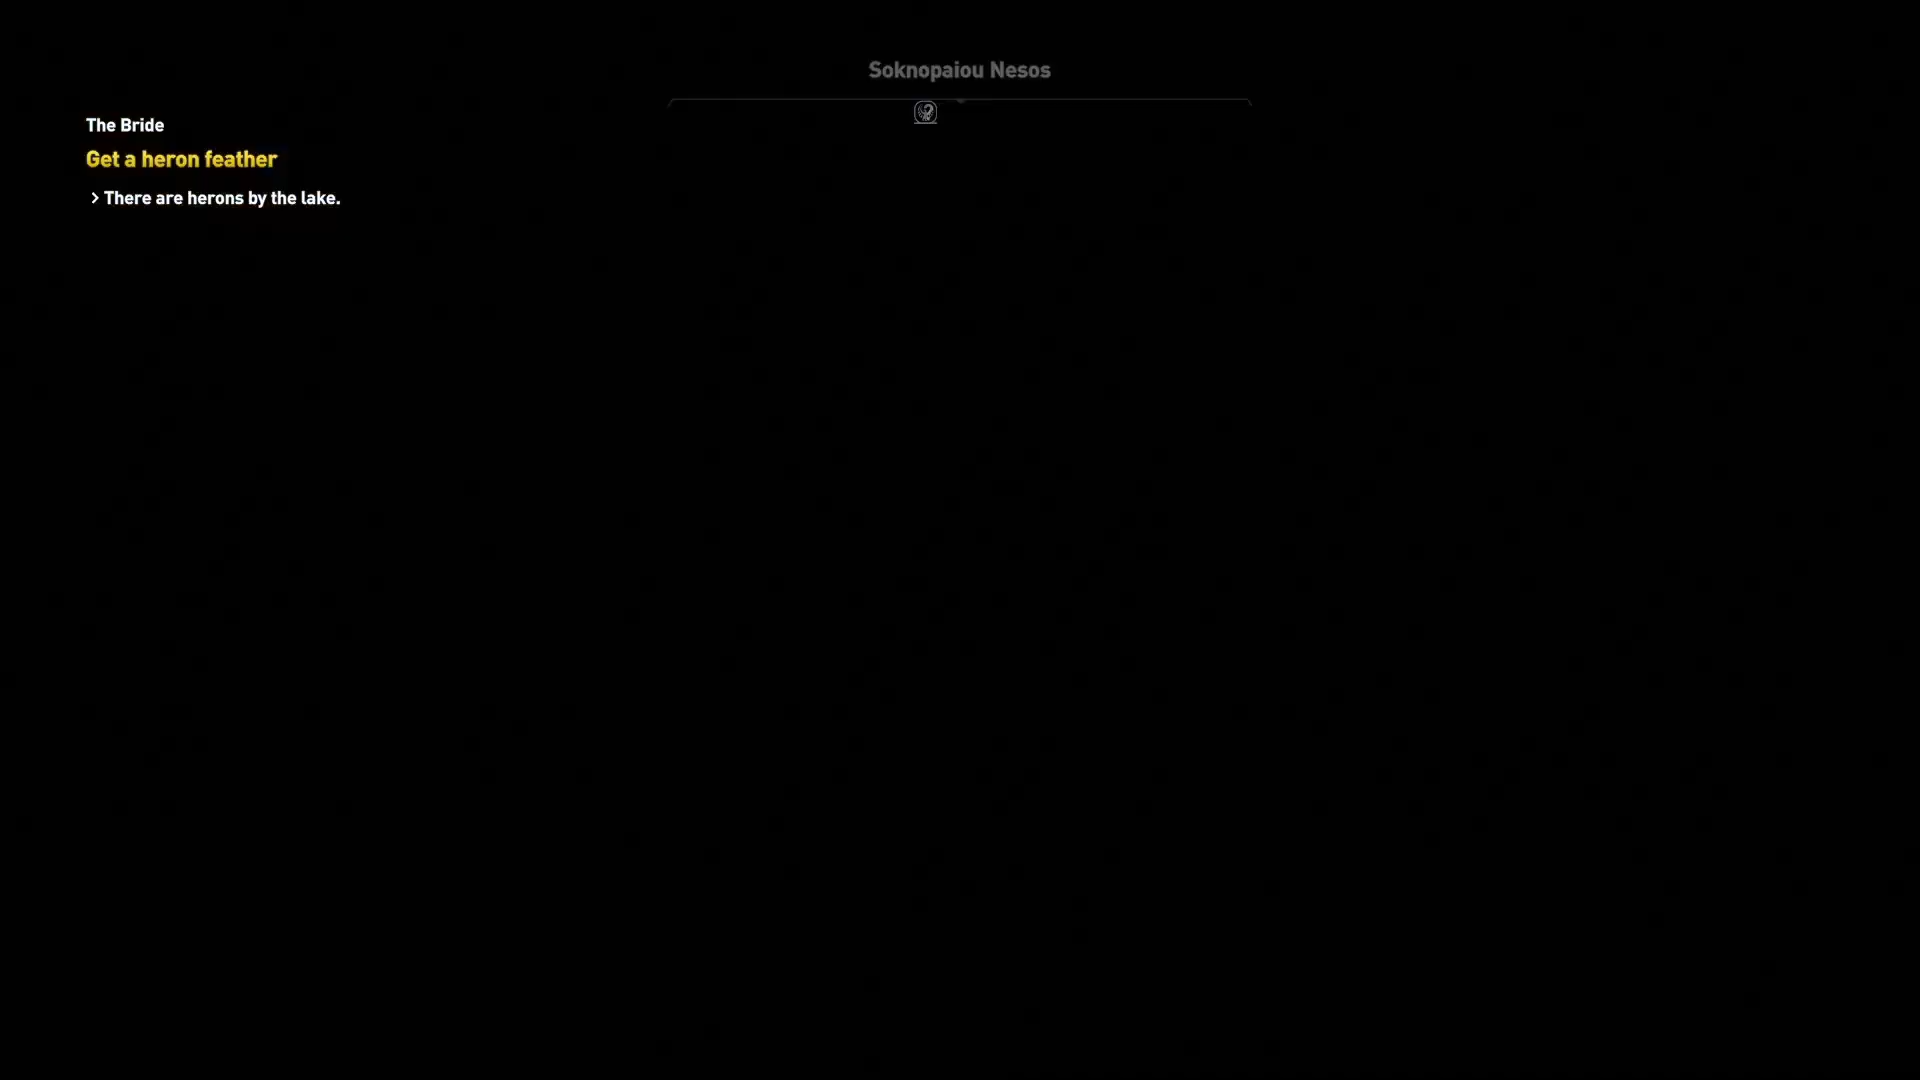 Soknopaiou Nesos
The Bride
Get a heron feather
> There are herons by the lake.